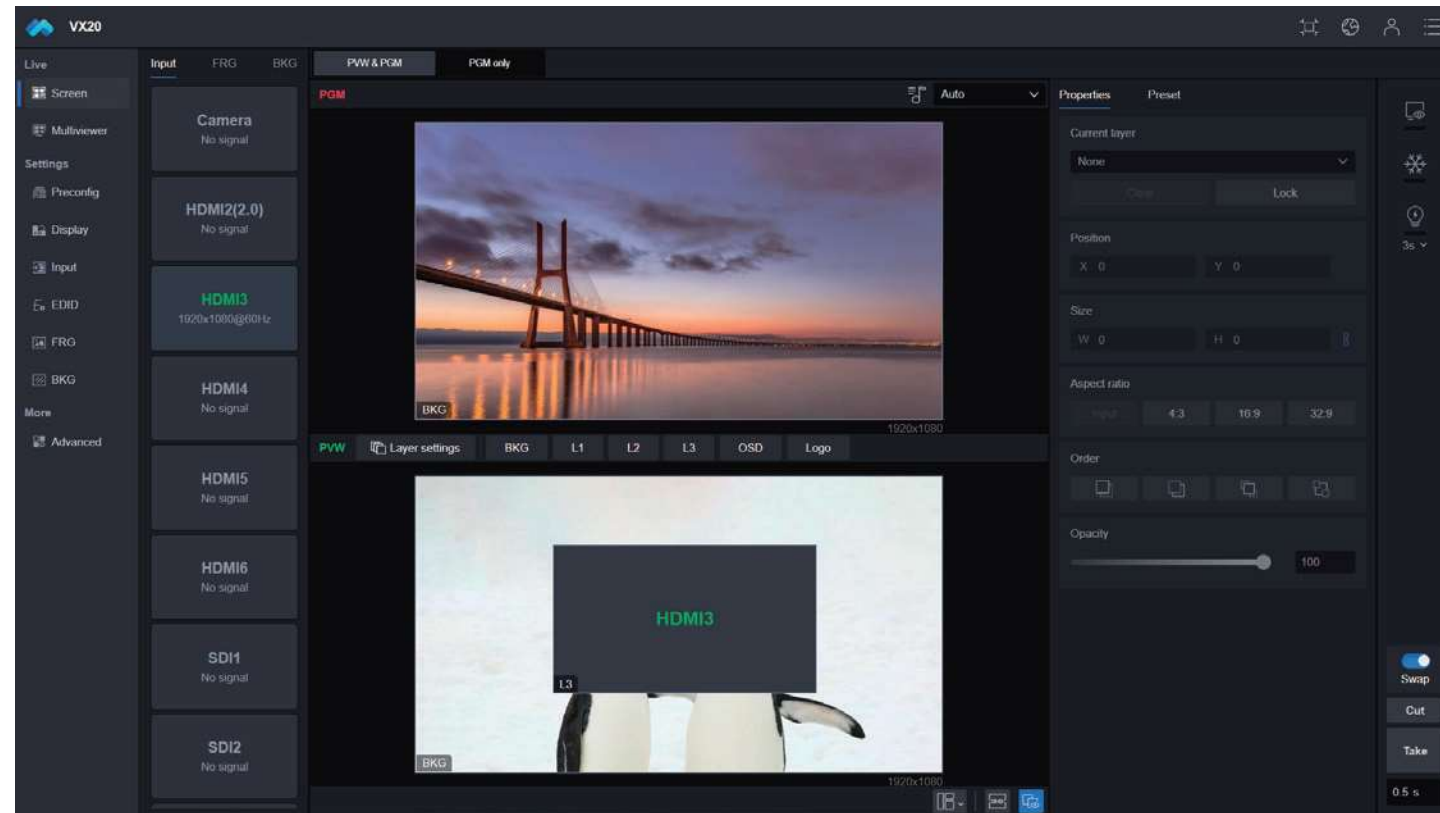 VX20
Live
Screen
Multiviewer
Settings
Preconfig
Display
Input
EDID
FRG
BKG
More
Advanced
Input FRG BKG
Camera
No signal
HDMI2(2.0)
No signal
HDMI3
1920x1080@60Hz
HDMI4
No signal
HDMI5
No signal
HDMI6
No signal
SDI1
No signal
SDI2
No signal
PVW & PGM PGM only
PGM Auto
BKG
1920x1080
PVW Layer settings BKG L1 L2 L3 OSD Logo
HDMI3
L3
BKG
1920x1080
Properties Preset
Current layer
None
Clear Lock
Position
X 0 Y 0
Size
W 0 H 0
Aspect ratio
Input 4:3 16:9 32:9
Order
Opacity
100
3s
Swap
Cut
Take
0.5 s